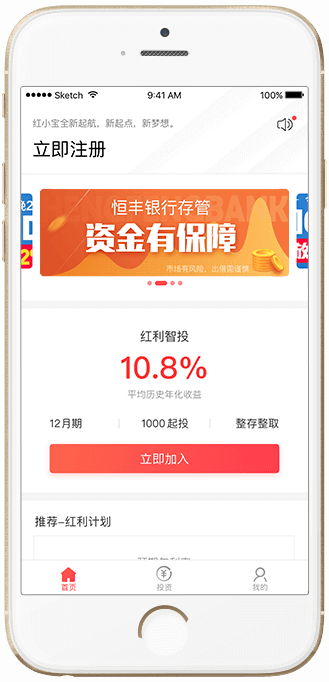 Sketch 9:41 AM 100%
红小宝全新起航，新起点，新梦想。
立即注册
恒丰银行存管
资金有保障
市场有风险，出借需谨慎
红利智投
10.8%
平均历史年化收益
12月期 1000起投 整存整取
立即加入
推荐-红利计划
首页 投资 我的